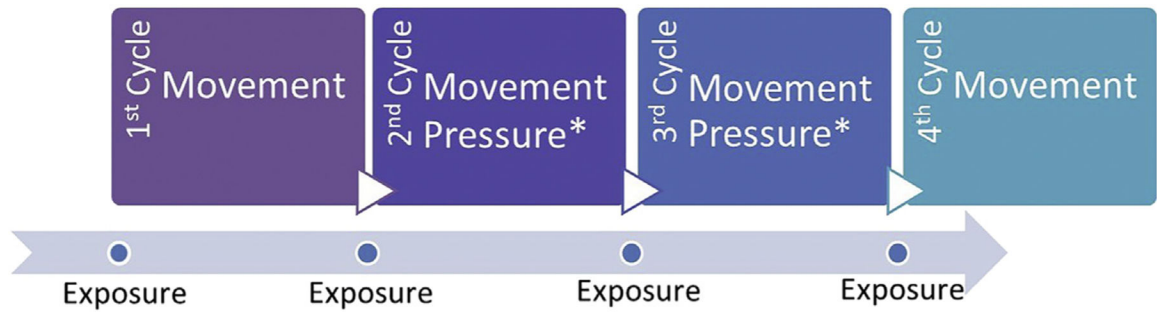 1st Cycle
Movement
2nd Cycle
Movement
Pressure*
3rd Cycle
Movement
Pressure*
4th Cycle
Movement
Exposure
Exposure
Exposure
Exposure